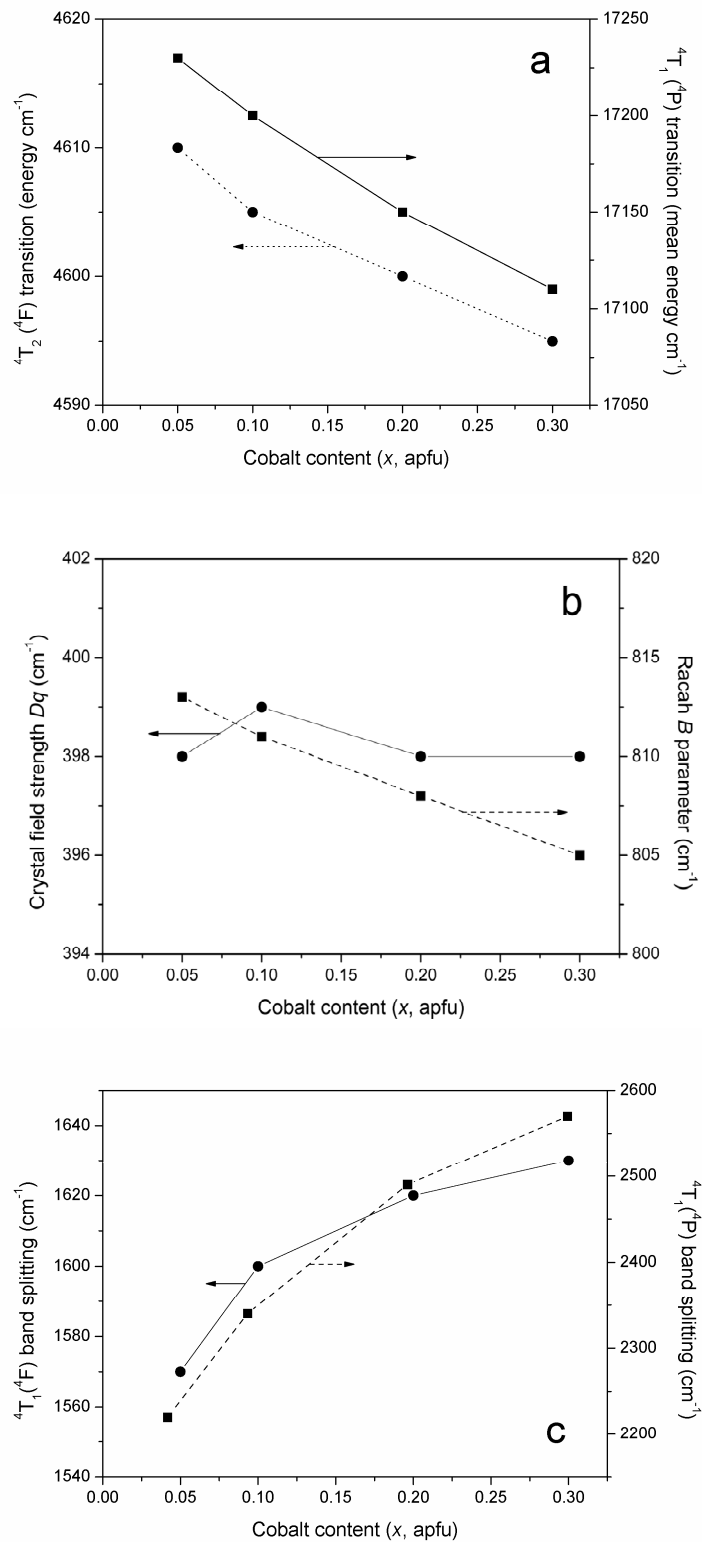 a
⁴T₂ (⁴F) transition (energy cm⁻¹)
4620
4610
4600
4590
17250
17200
17150
17100
17050
⁴T₁ (⁴P) transition (mean energy cm⁻¹)
0.00 0.05 0.10 0.15 0.20 0.25 0.30
Cobalt content (x, apfu)
b
Crystal field strength Dq (cm⁻¹)
402
400
398
396
394
820
815
810
805
800
Racah B parameter (cm⁻¹)
0.00 0.05 0.10 0.15 0.20 0.25 0.30
Cobalt content (x, apfu)
c
⁴T₁(⁴F) band splitting (cm⁻¹)
1640
1620
1600
1580
1560
1540
2600
2500
2400
2300
2200
⁴T₁(⁴P) band splitting (cm⁻¹)
0.00 0.05 0.10 0.15 0.20 0.25 0.30
Cobalt content (x, apfu)